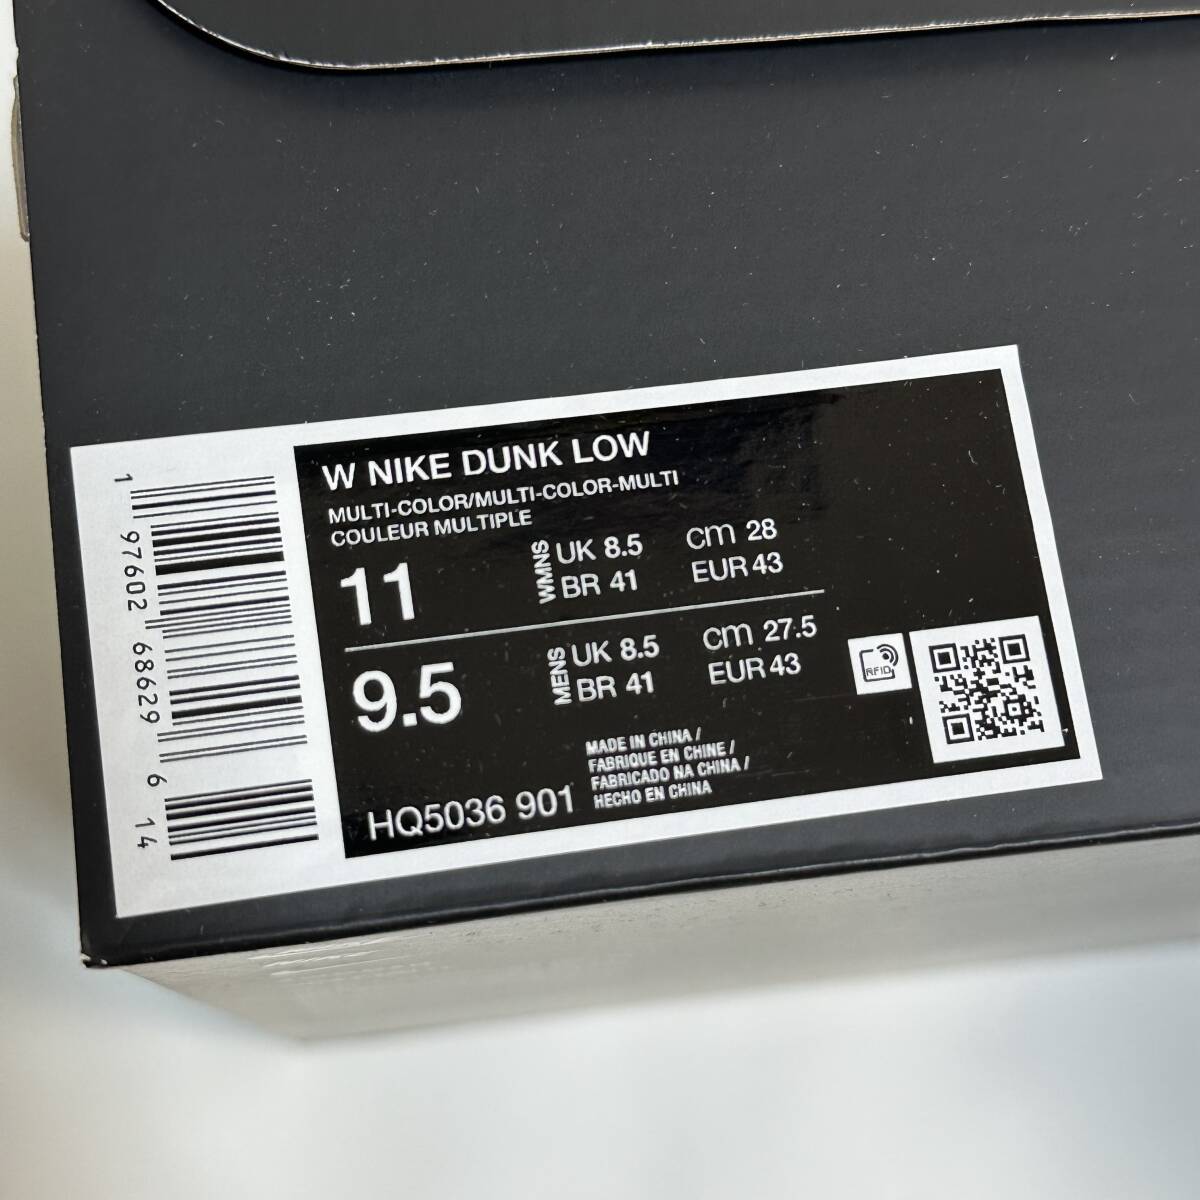 W NIKE DUNK LOW
MULTI-COLOR/MULTI-COLOR-MULTI
COULEUR MULTIPLE
11
WMNS
UK 8.5
cm 28
BR 41
EUR 43
9.5
MENS
UK 8.5
cm 27.5
BR 41
EUR 43
RFID
MADE IN CHINA /
FABRIQUE EN CHINE /
FABRICADO NA CHINA /
HECHO EN CHINA
HQ5036 901
1 97602 68629 6 14